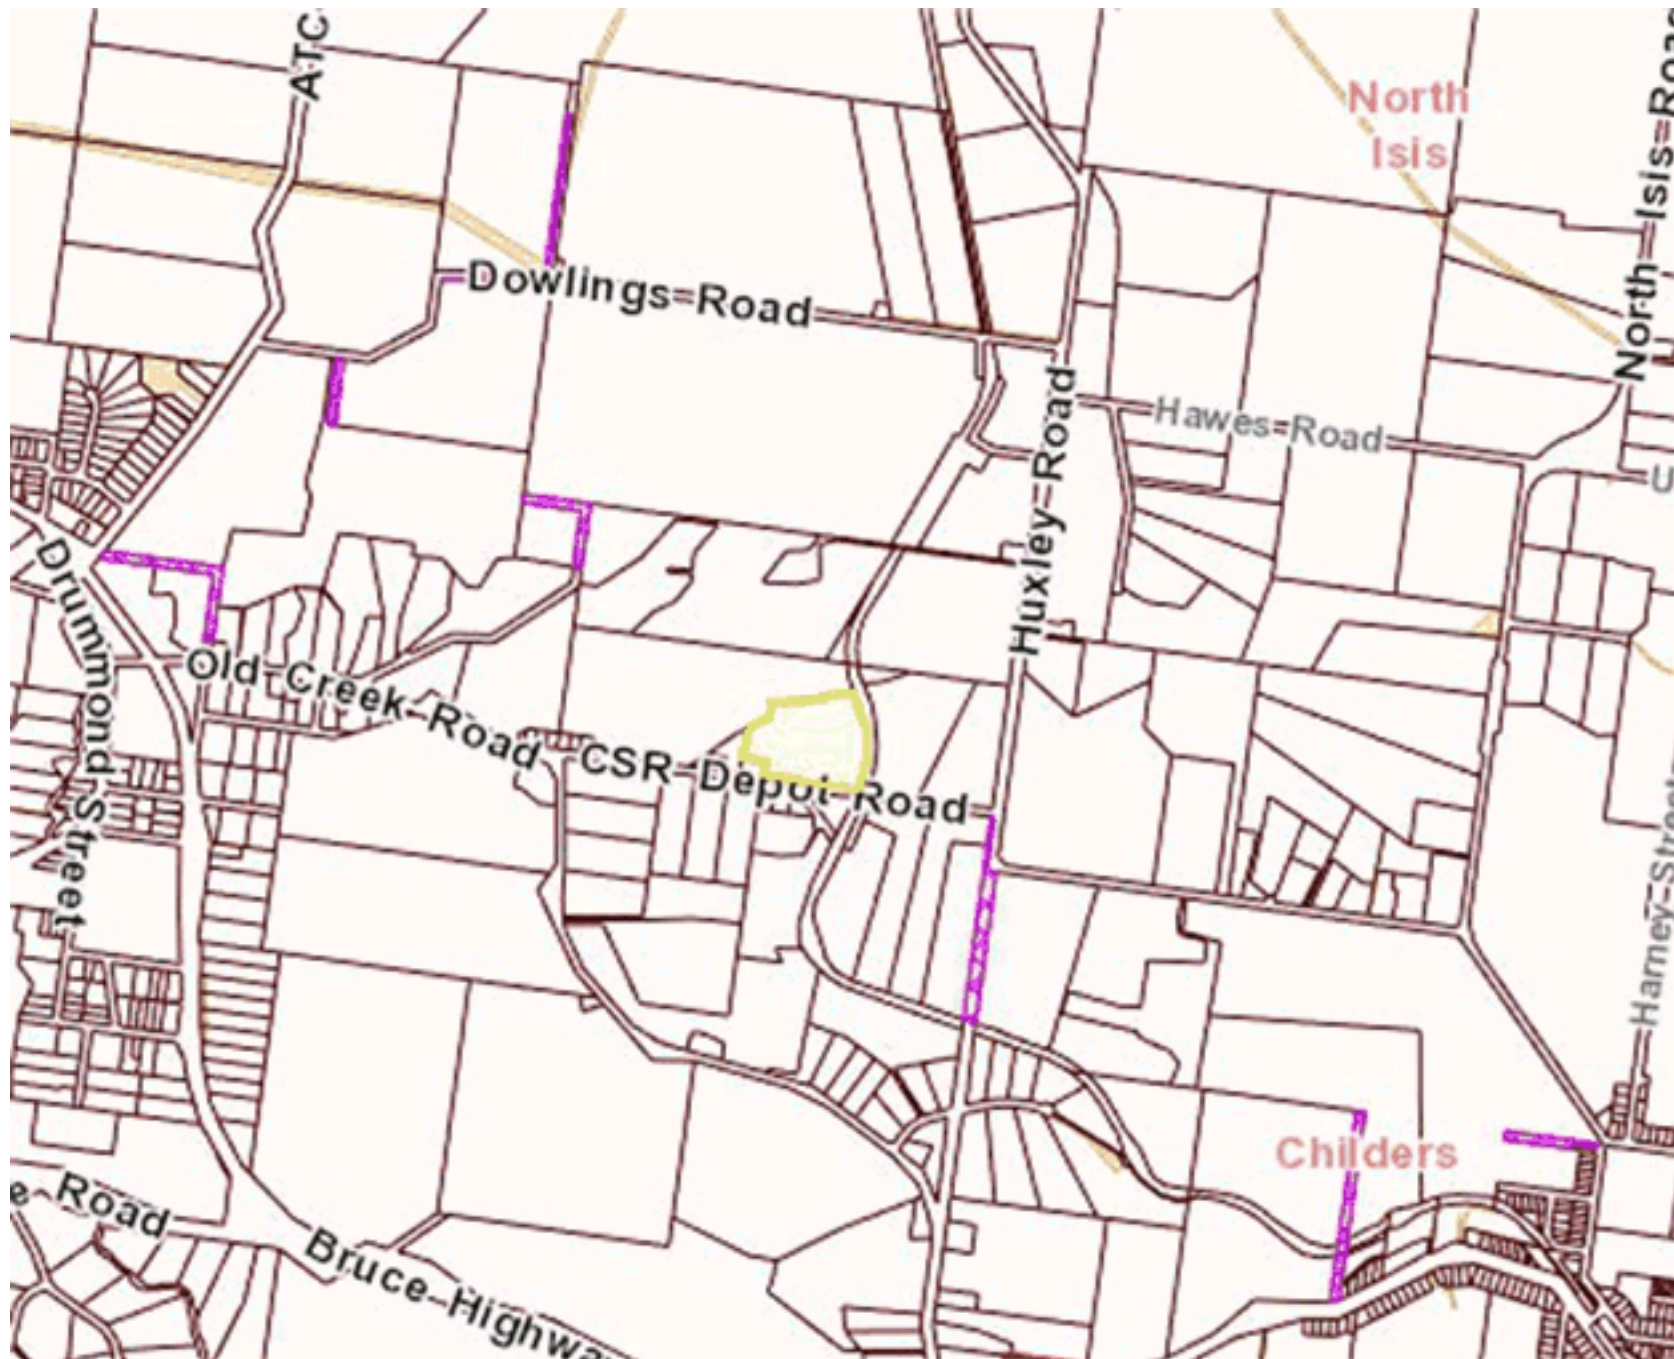 ATC
North
Isis
North Isis Road
Dowlings Road
Hawes Road
Huxley Road
U
Drummond Street
Old Creek Road
CSR Depot Road
Harney Street
Childers
e Road
Bruce Highwa